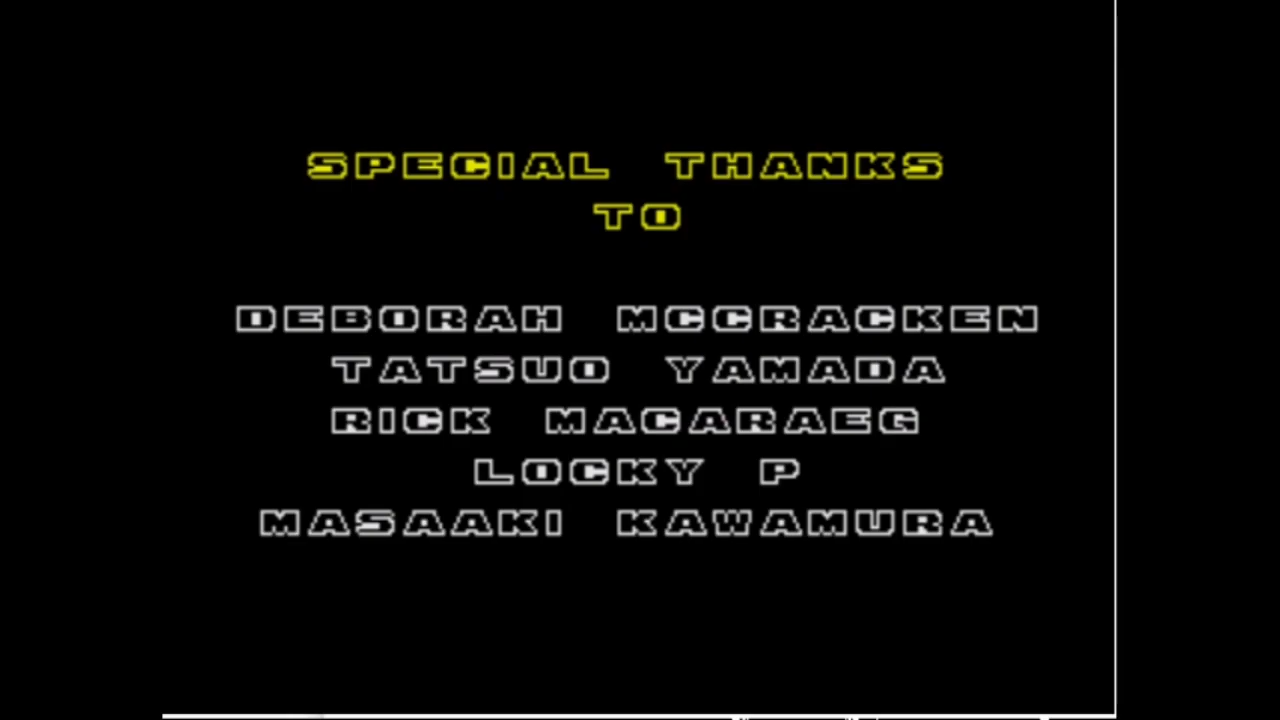 SPECIAL THANKS
TO
DEBORAH MCCRACKEN
TATSUO YAMADA
RICK MACARAEG
LOCKY P
MASAAKI KAWAMURA